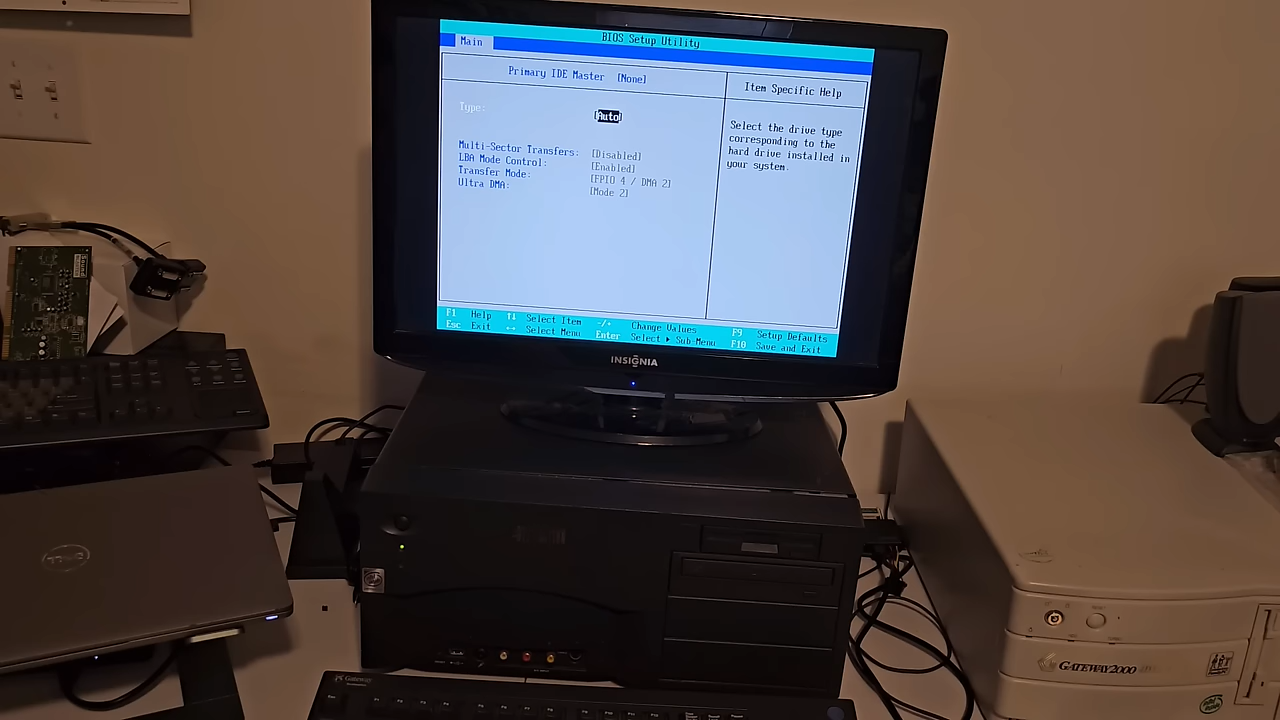 BIOS Setup Utility
Main
Primary IDE Master [None]
Item Specific Help
Type: [Auto]
Select the drive type
corresponding to the
hard drive installed in
your system.
Multi-Sector Transfers: [Disabled]
LBA Mode Control: [Enabled]
Transfer Mode: [FPIO 4 / DMA 2]
Ultra DMA: [Mode 2]
F1 Help ↑↓ Select Item -/+ Change Values F9 Setup Defaults
Esc Exit ←→ Select Menu Enter Select ▶ Sub-Menu F10 Save and Exit
INSIGNIA
Sound
DELL
Gateway
GATEWAY2000